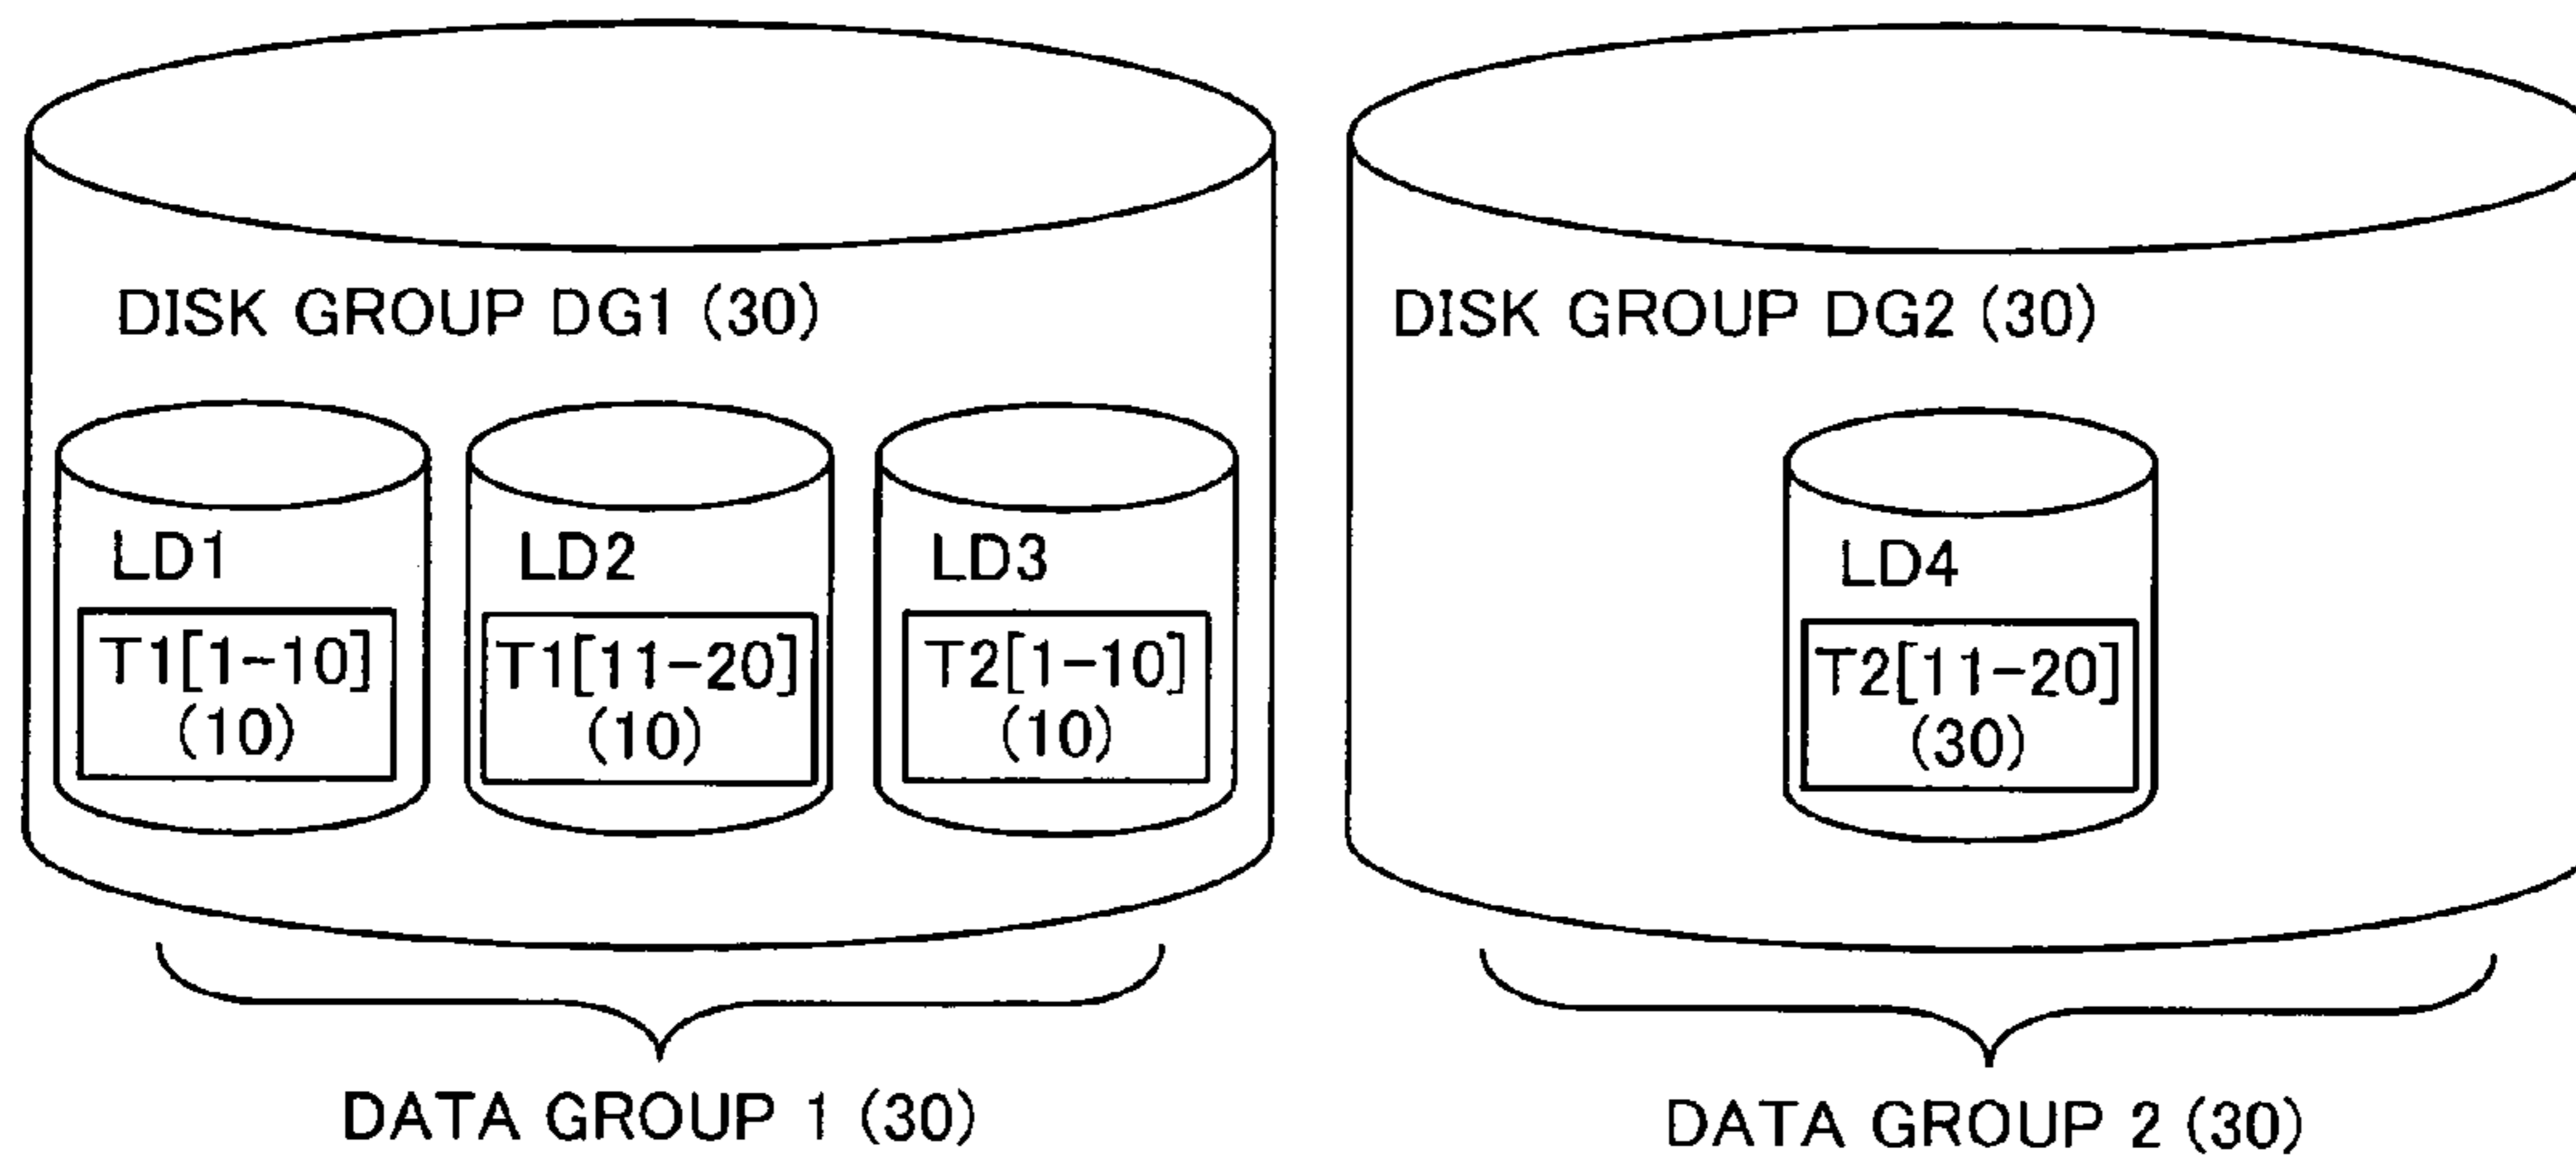 DISK GROUP DG1 (30)
LD1
T1[1-10]
(10)
LD2
T1[11-20]
(10)
LD3
T2[1-10]
(10)
DATA GROUP 1 (30)
DISK GROUP DG2 (30)
LD4
T2[11-20]
(30)
DATA GROUP 2 (30)